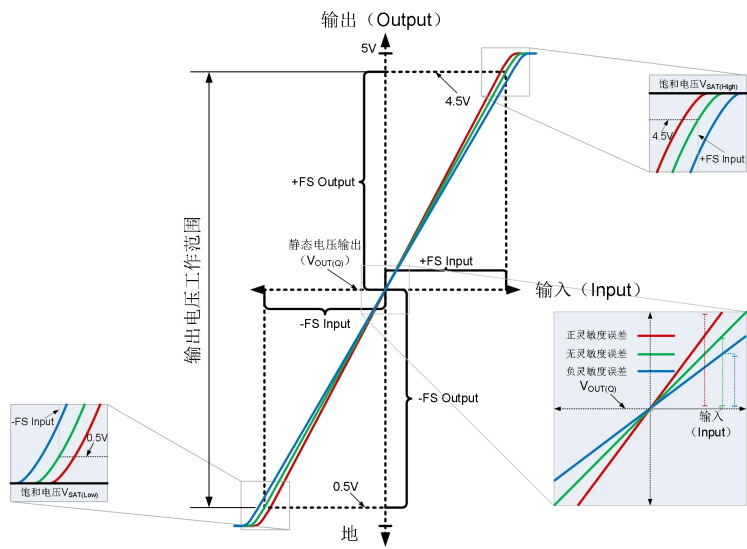 输出（Output）
5V
4.5V
饱和电压VSAT(High)
4.5V
+FS Input
+FS Output
输出电压工作范围
静态电压输出
（VOUT(Q)）
+FS Input
输入（Input）
-FS Input
正灵敏度误差
无灵敏度误差
负灵敏度误差
VOUT(Q)
输入
（Input）
-FS Output
-FS Input
0.5V
饱和电压VSAT(Low)
0.5V
地